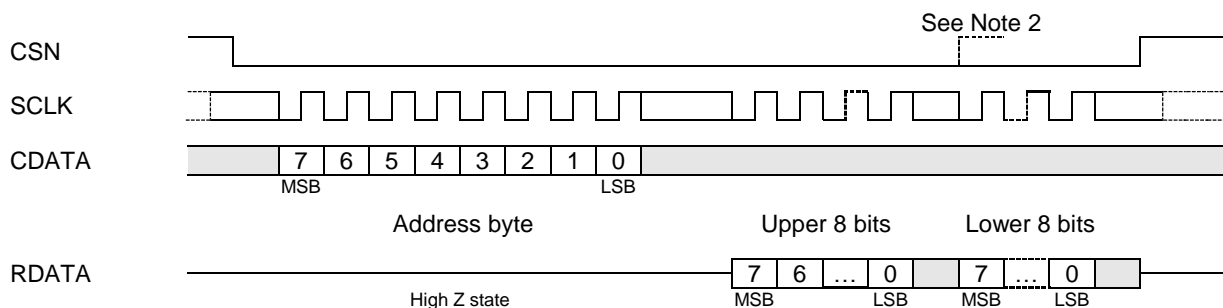 See Note 2
CSN
SCLK
CDATA 7 6 5 4 3 2 1 0
MSB LSB
Address byte Upper 8 bits Lower 8 bits
RDATA 7 6 ... 0 7 ... 0
High Z state MSB LSB MSB LSB